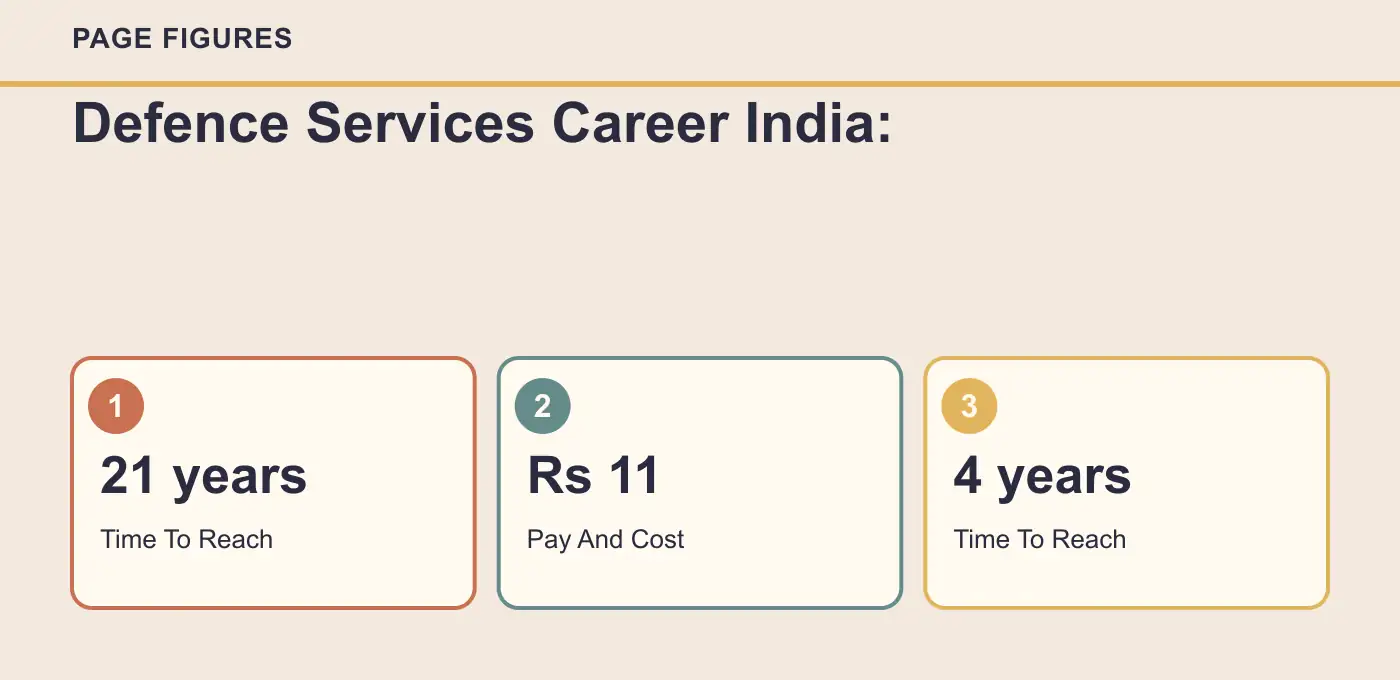 PAGE FIGURES
Defence Services Career India:
1
21 years
Time To Reach
2
Rs 11
Pay And Cost
3
4 years
Time To Reach